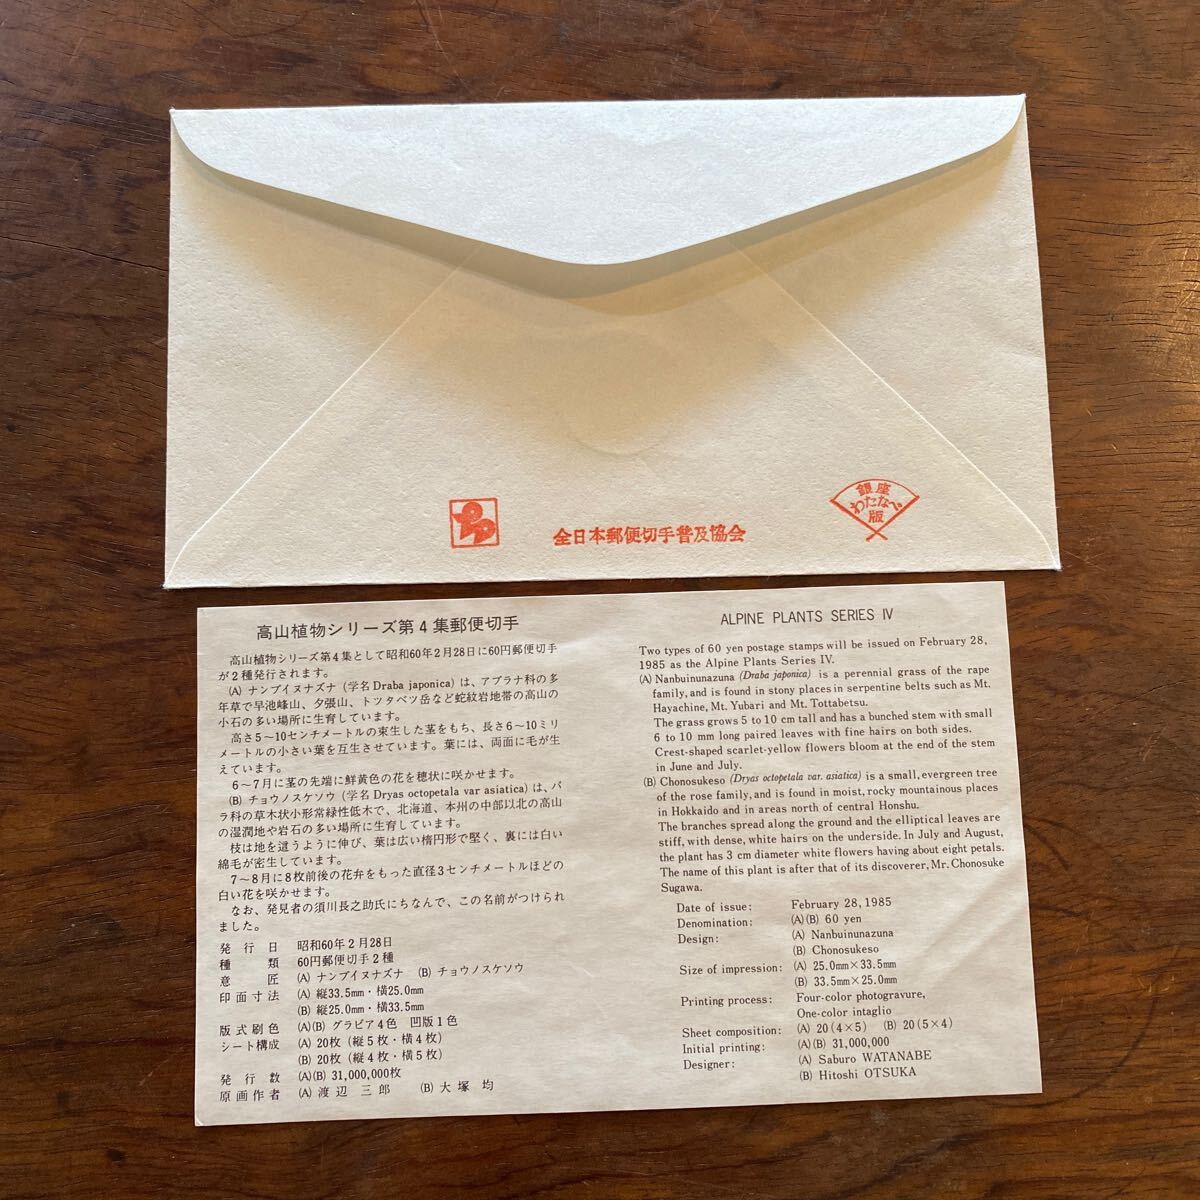 全日本郵便切手普及協会
銀座
わたなべ
版
高山植物シリーズ第4集郵便切手
高山植物シリーズ第4集として昭和60年2月28日に60円郵便切手
が2種発行されます。
(A) ナンブイヌナズナ (学名Draba japonica) は、アブラナ科の多
年草で早池峰山、夕張山、トッタベツ岳など蛇紋岩地帯の高山の
小石の多い場所に生育しています。
高さ5~10センチメートルの束生した茎をもち、長さ6~10ミリ
メートルの小さい葉を互生させています。葉には、両面に毛が生
えています。
6~7月に茎の先端に鮮黄色の花を穂状に咲かせます。
(B) チョウノスケソウ (学名Dryas octopetala var asiatica) は、バ
ラ科の草木状小形常緑性低木で、北海道、本州の中部以北の高山
の湿潤地や岩石の多い場所に生育しています。
枝は地を這うように伸び、葉は広い楕円形で堅く、裏には白い
綿毛が密生しています。
7~8月に8枚前後の花弁をもった直径3センチメートルほどの
白い花を咲かせます。
なお、発見者の須川長之助氏にちなんで、この名前がつけられ
ました。
発行日 昭和60年2月28日
種類 60円郵便切手2種
意匠 (A) ナンブイヌナズナ (B) チョウノスケソウ
印面寸法 (A) 縦33.5mm・横25.0mm
(B) 縦25.0mm・横33.5mm
版式刷色 (A)(B) グラビア4色 凹版1色
シート構成 (A) 20枚 (縦5枚・横4枚)
(B) 20枚 (縦4枚・横5枚)
発行数 (A)(B) 31,000,000枚
原画作者 (A) 渡辺三郎 (B) 大塚均
ALPINE PLANTS SERIES Ⅳ
Two types of 60 yen postage stamps will be issued on February 28,
1985 as the Alpine Plants Series IV.
(A) Nanbuinunazuna (Draba japonica) is a perennial grass of the rape
family, and is found in stony places in serpentine belts such as Mt.
Hayachine, Mt. Yubari and Mt. Tottabetsu.
The grass grows 5 to 10 cm tall and has a bunched stem with small
6 to 10 mm long paired leaves with fine hairs on both sides.
Crest-shaped scarlet-yellow flowers bloom at the end of the stem
in June and July.
(B) Chonosukeso (Dryas octopetala var. asiatica) is a small, evergreen tree
of the rose family, and is found in moist, rocky mountainous places
in Hokkaido and in areas north of central Honshu.
The branches spread along the ground and the elliptical leaves are
stiff, with dense, white hairs on the underside. In July and August,
the plant has 3 cm diameter white flowers having about eight petals.
The name of this plant is after that of its discoverer, Mr. Chonosuke
Sugawa.
Date of issue: February 28, 1985
Denomination: (A)(B) 60 yen
Design: (A) Nanbuinunazuna
(B) Chonosukeso
Size of impression: (A) 25.0mm×33.5mm
(B) 33.5mm×25.0mm
Printing process: Four-color photogravure,
One-color intaglio
Sheet composition: (A) 20 (4×5) (B) 20 (5×4)
Initial printing: (A)(B) 31,000,000
Designer: (A) Saburo WATANABE
(B) Hitoshi OTSUKA